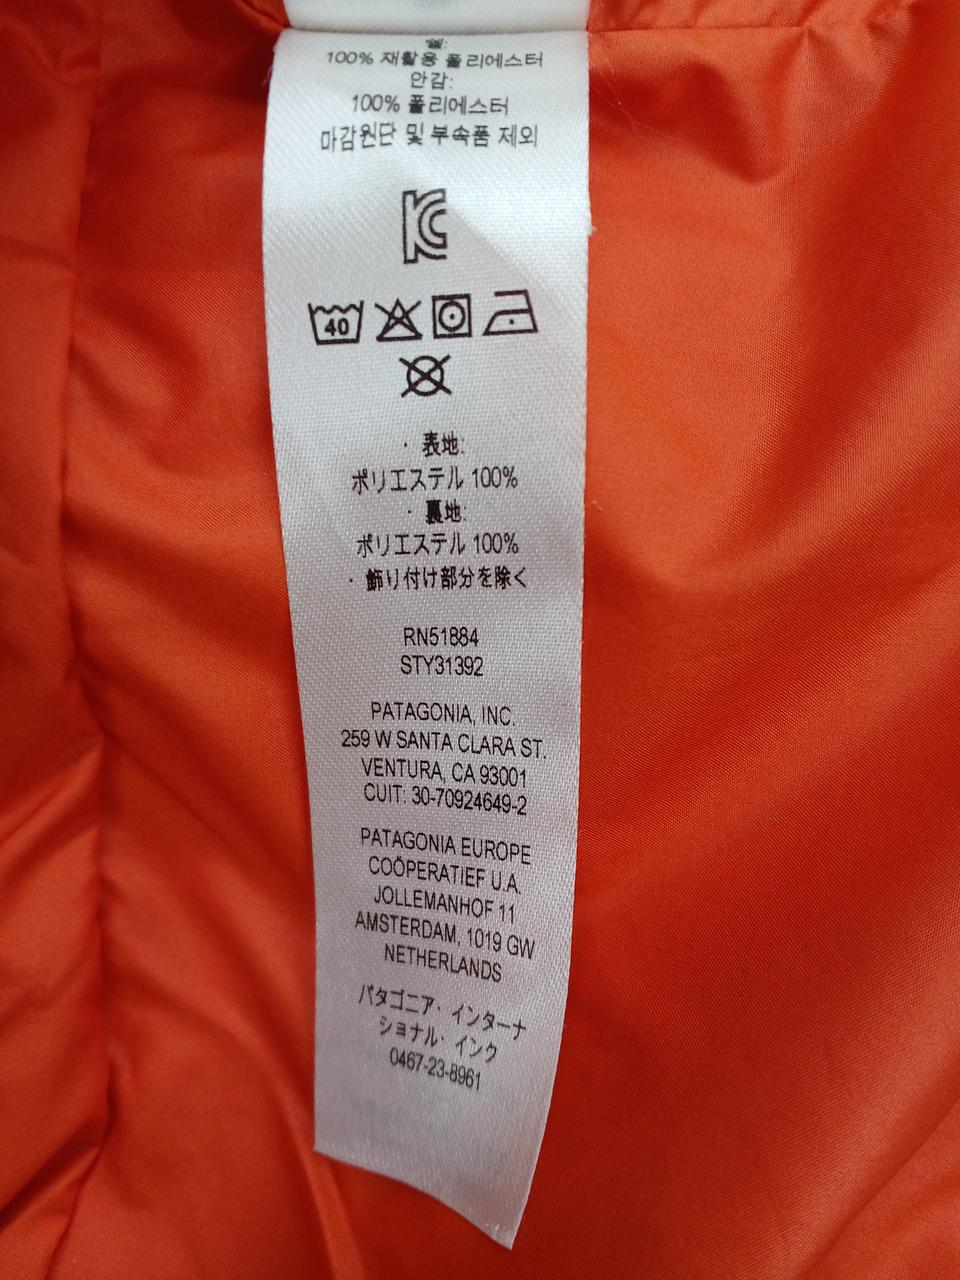 겉:
100% 재활용 폴리에스터
안감:
100% 폴리에스터
마감원단 및 부속품 제외
40
· 表地:
ポリエステル 100%
· 裏地:
ポリエステル 100%
· 飾り付け部分を除く
RN51884
STY31392
PATAGONIA, INC.
259 W SANTA CLARA ST.
VENTURA, CA 93001
CUIT: 30-70924649-2
PATAGONIA EUROPE
COÖPERATIEF U.A.
JOLLEMANHOF 11
AMSTERDAM, 1019 GW
NETHERLANDS
パタゴニア· インターナ
ショナル· インク
0467-23-8961